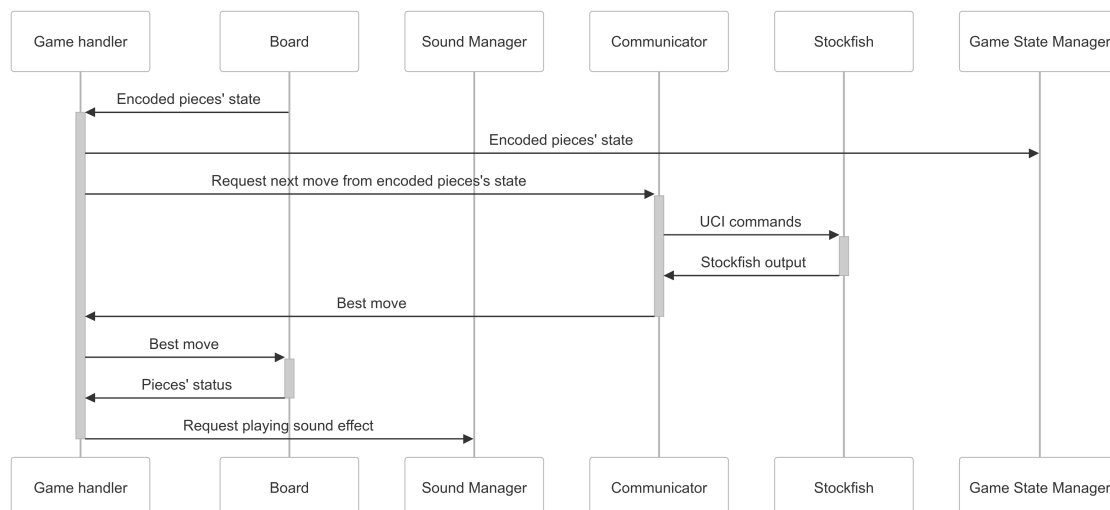 Game handler
Board
Sound Manager
Communicator
Stockfish
Game State Manager
Encoded pieces' state
Encoded pieces' state
Request next move from encoded pieces's state
UCI commands
Stockfish output
Best move
Best move
Pieces' status
Request playing sound effect
Game handler
Board
Sound Manager
Communicator
Stockfish
Game State Manager